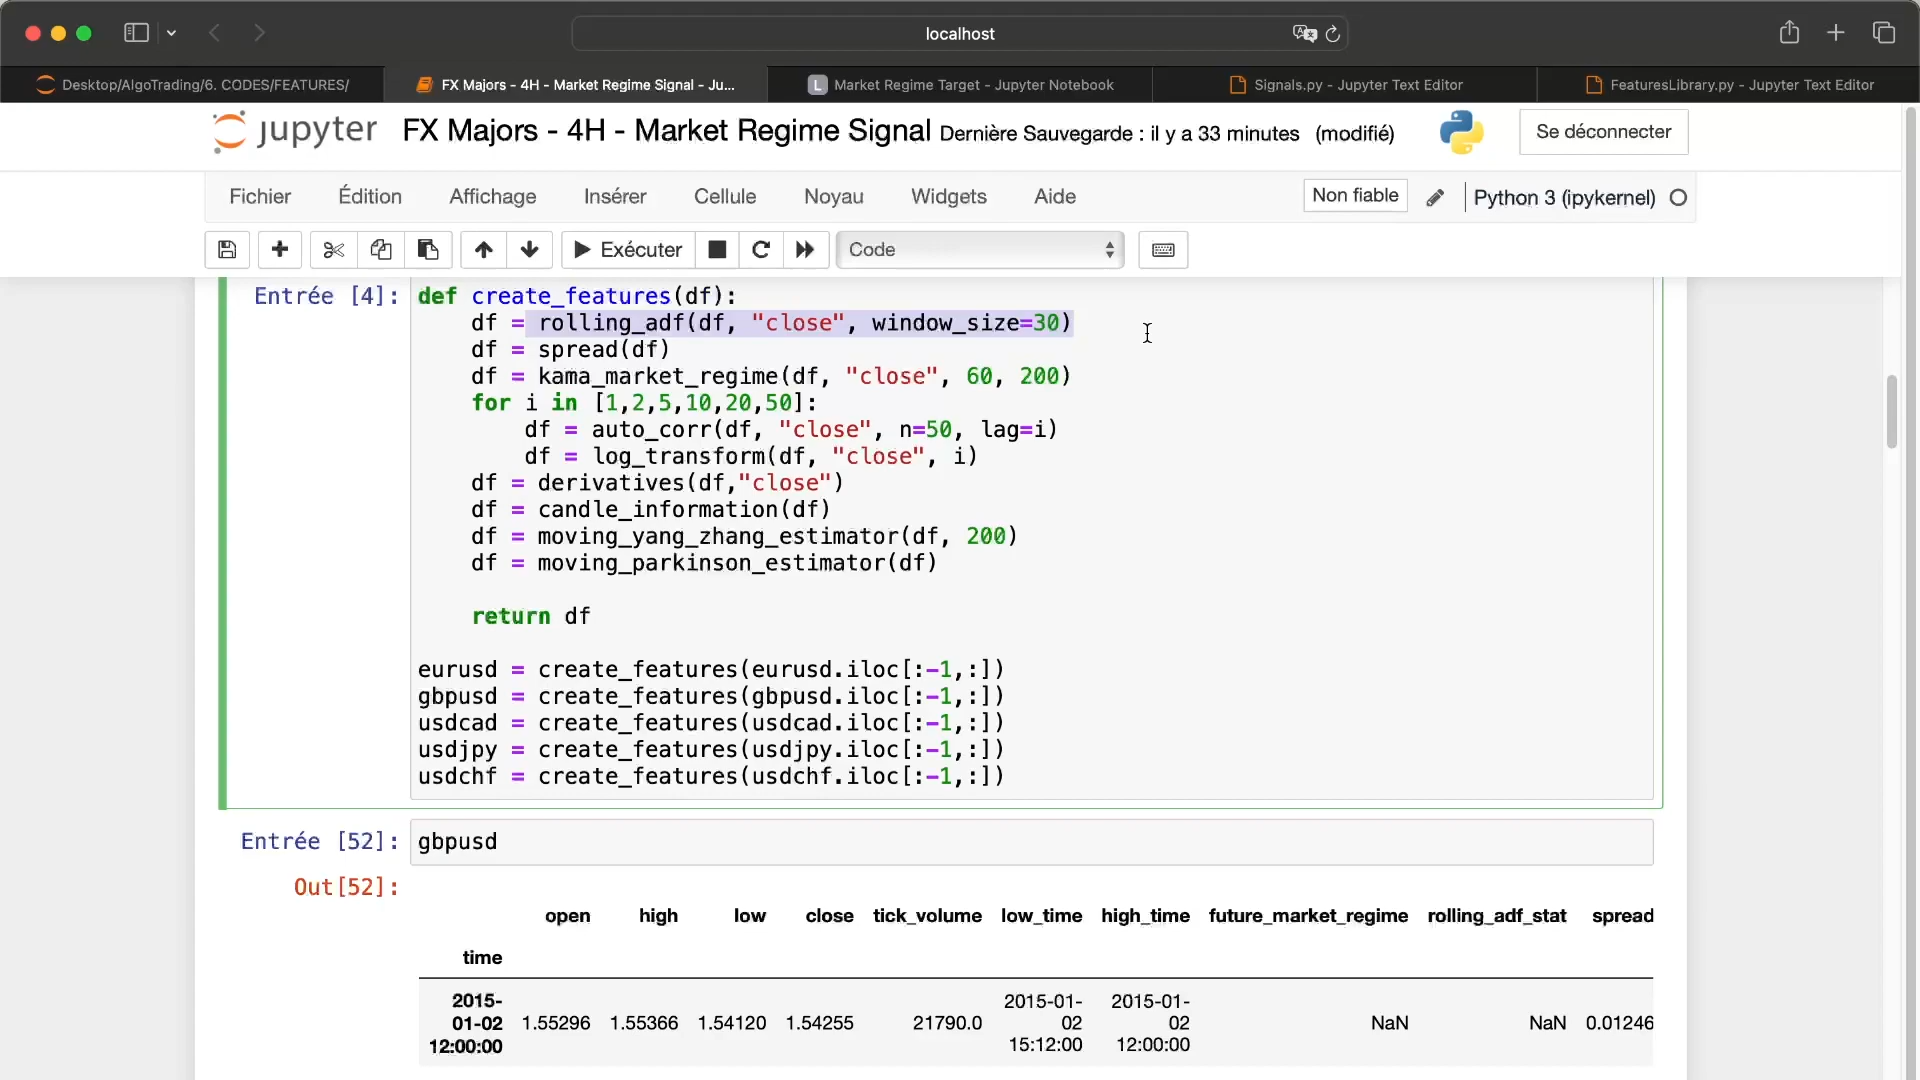 localhost
Desktop/AlgoTrading/6. CODES/FEATURES/
FX Majors - 4H - Market Regime Signal - Ju...
L Market Regime Target - Jupyter Notebook
Signals.py - Jupyter Text Editor
FeaturesLibrary.py - Jupyter Text Editor
jupyter FX Majors - 4H - Market Regime Signal Dernière Sauvegarde : il y a 33 minutes (modifié)
Se déconnecter
Fichier Édition Affichage Insérer Cellule Noyau Widgets Aide
Non fiable
Python 3 (ipykernel)
Exécuter
Code
Entrée [4]: def create_features(df):
df = rolling_adf(df, "close", window_size=30)
df = spread(df)
df = kama_market_regime(df, "close", 60, 200)
for i in [1,2,5,10,20,50]:
df = auto_corr(df, "close", n=50, lag=i)
df = log_transform(df, "close", i)
df = derivatives(df,"close")
df = candle_information(df)
df = moving_yang_zhang_estimator(df, 200)
df = moving_parkinson_estimator(df)
return df
eurusd = create_features(eurusd.iloc[:-1,:])
gbpusd = create_features(gbpusd.iloc[:-1,:])
usdcad = create_features(usdcad.iloc[:-1,:])
usdjpy = create_features(usdjpy.iloc[:-1,:])
usdchf = create_features(usdchf.iloc[:-1,:])
Entrée [52]: gbpusd
Out[52]:
open high low close tick_volume low_time high_time future_market_regime rolling_adf_stat spread
time
2015- 2015-01- 2015-01-
01-02 1.55296 1.55366 1.54120 1.54255 21790.0 02 02 NaN NaN 0.01246
12:00:00 15:12:00 12:00:00